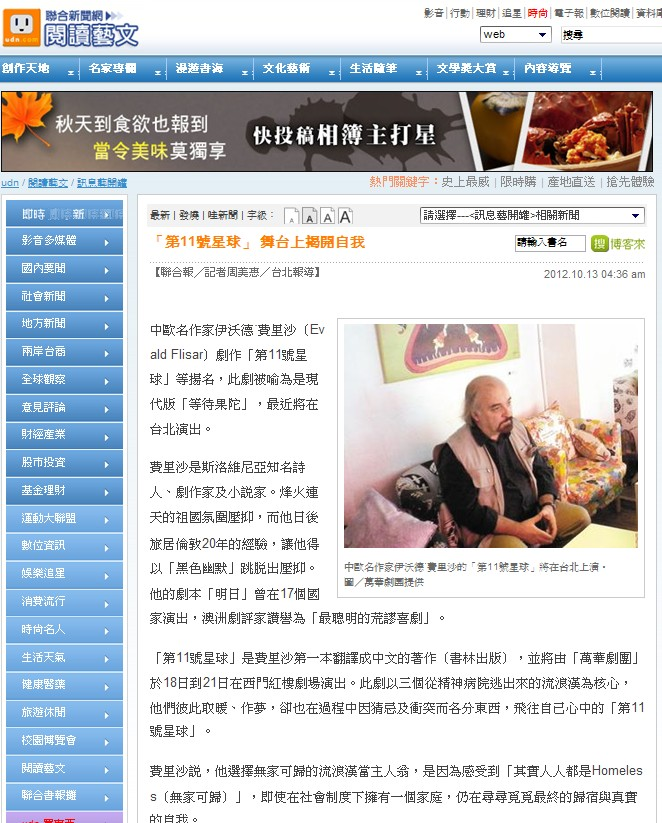 影音|行動|理財|追星|時尚|電子報|數位閱讀|資料庫
聯合新聞網
udn.com
閱讀藝文
web
搜尋
創作天地
名家專欄
漫遊書海
文化藝術
生活隨筆
文學獎大賞
內容導覽
秋天到食欲也報到
當令美味莫獨享
快投稿相簿主打星
udn / 閱讀藝文 / 訊息藝開罐
熱門關鍵字：史上最威 | 限時購 | 產地直送 | 搶先體驗
即時
影音多媒體
國內要聞
社會新聞
地方新聞
兩岸台商
全球觀察
意見評論
財經產業
股市投資
基金理財
運動大聯盟
數位資訊
娛樂追星
消費流行
時尚名人
生活天氣
健康醫藥
旅遊休閒
校園博覽會
閱讀藝文
聯合書報攤
最新 | 發燒 | 哇新聞 | 字級： A A A A
請選擇---<訊息藝開罐>相關新聞
「第11號星球」 舞台上揭開自我
請輸入書名
搜 博客來
【聯合報／記者周美惠／台北報導】
2012.10.13 04:36 am
中歐名作家伊沃德 費里沙（Ev
ald Flisar）劇作「第11號星
球」等揚名，此劇被喻為是現
代版「等待果陀」，最近將在
台北演出。
費里沙是斯洛維尼亞知名詩
人、劇作家及小說家。烽火連
天的祖國氛圍壓抑，而他日後
旅居倫敦20年的經驗，讓他得
以「黑色幽默」跳脫出壓抑。
他的劇本「明日」曾在17個國
家演出，澳洲劇評家讚譽為「最聰明的荒謬喜劇」。
中歐名作家伊沃德 費里沙的「第11號星球」將在台北上演。
圖／萬華劇團提供
「第11號星球」是費里沙第一本翻譯成中文的著作（書林出版），並將由「萬華劇團」
於18日到21日在西門紅樓劇場演出。此劇以三個從精神病院逃出來的流浪漢為核心，
他們彼此取暖、作夢，卻也在過程中因猜忌及衝突而各分東西，飛往自己心中的「第11
號星球」。
費里沙說，他選擇無家可歸的流浪漢當主人翁，是因為感受到「其實人人都是Homeles
s（無家可歸）」，即使在社會制度下擁有一個家庭，仍在尋尋覓覓最終的歸宿與真實
的自我。